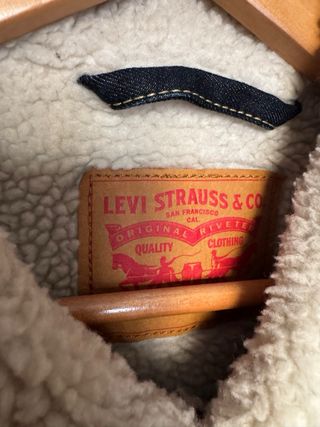 LEVI STRAUSS & CO
SAN FRANCISCO
CAL.
ORIGINAL RIVETED
QUALITY CLOTHING